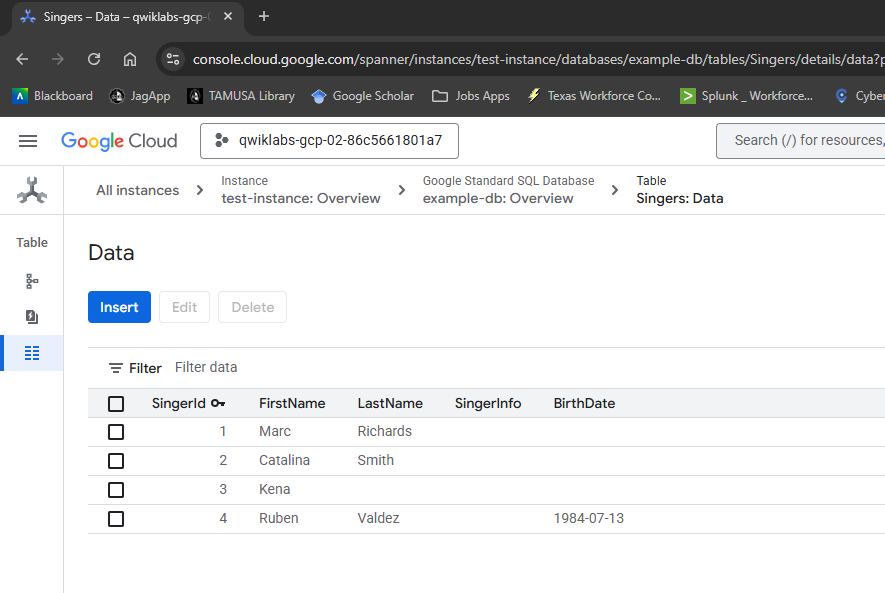 Singers – Data – qwiklabs-gcp-
console.cloud.google.com/spanner/instances/test-instance/databases/example-db/tables/Singers/details/data?p
Blackboard JagApp TAMUSA Library Google Scholar Jobs Apps Texas Workforce Co... Splunk _ Workforce... Cyber
Google Cloud qwiklabs-gcp-02-86c5661801a7 Search (/) for resources,
All instances Instance Google Standard SQL Database Table
test-instance: Overview example-db: Overview Singers: Data
Table
Data
Insert Edit Delete
Filter Filter data
SingerId FirstName LastName SingerInfo BirthDate
1 Marc Richards
2 Catalina Smith
3 Kena
4 Ruben Valdez 1984-07-13